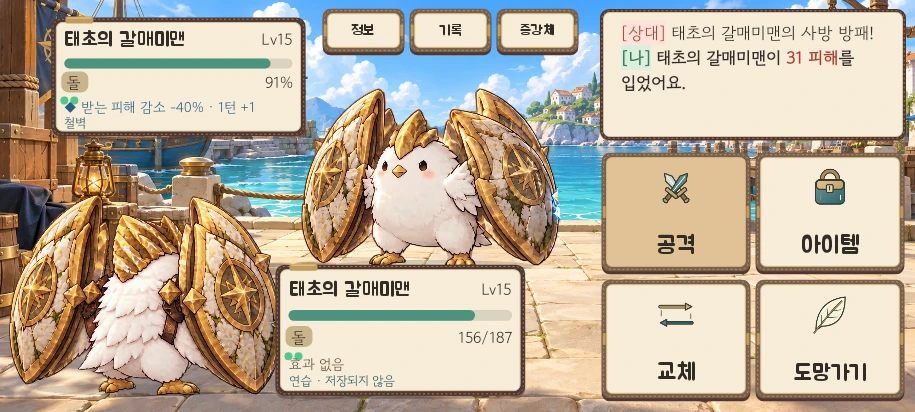 태초의 갈매미맨 Lv15
돌 91%
받는 피해 감소 -40% · 1턴 +1
철벽
정보
기록
증강체
[상대] 태초의 갈매미맨의 사방 방패!
[나] 태초의 갈매미맨이 31 피해를
입었어요.
태초의 갈매미맨 Lv15
돌 156/187
효과 없음
연습 · 저장되지 않음
공격
아이템
교체
도망가기